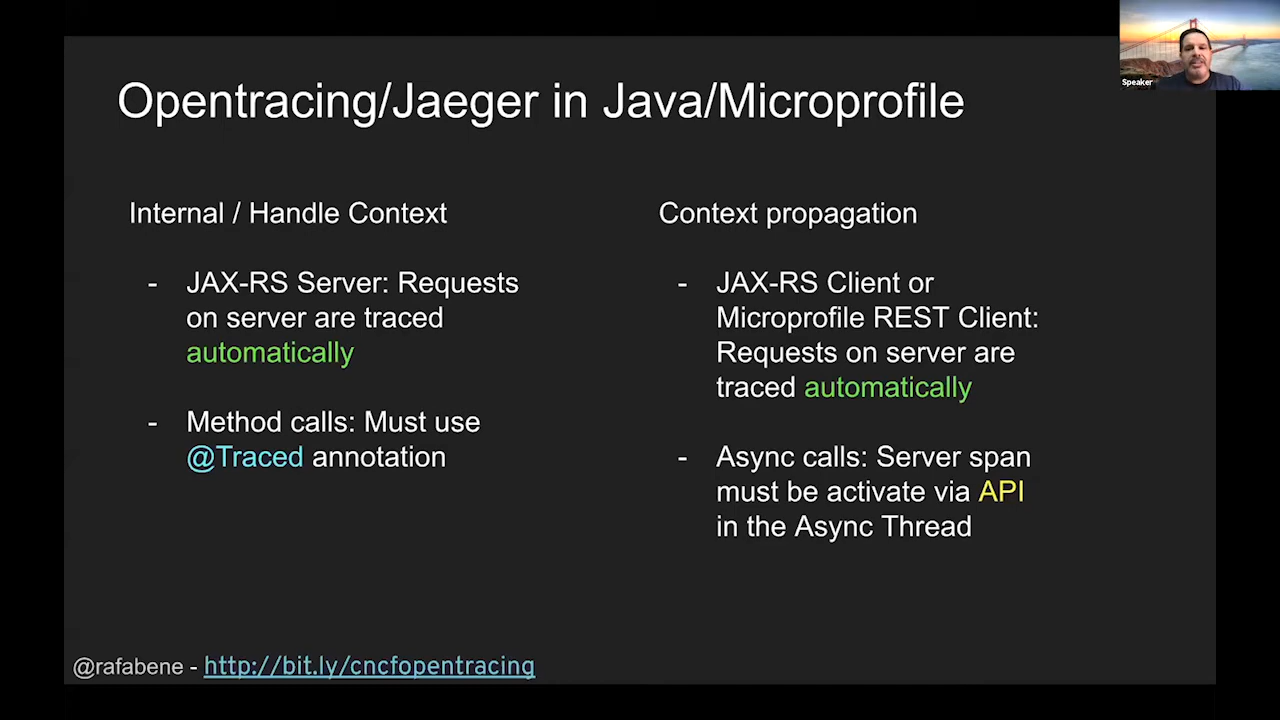 Opentracing/Jaeger in Java/Microprofile
Speaker
Internal / Handle Context
- JAX-RS Server: Requests
on server are traced
automatically
- Method calls: Must use
@Traced annotation
Context propagation
- JAX-RS Client or
Microprofile REST Client:
Requests on server are
traced automatically
- Async calls: Server span
must be activate via API
in the Async Thread
@rafabene - http://bit.ly/cncfopentracing